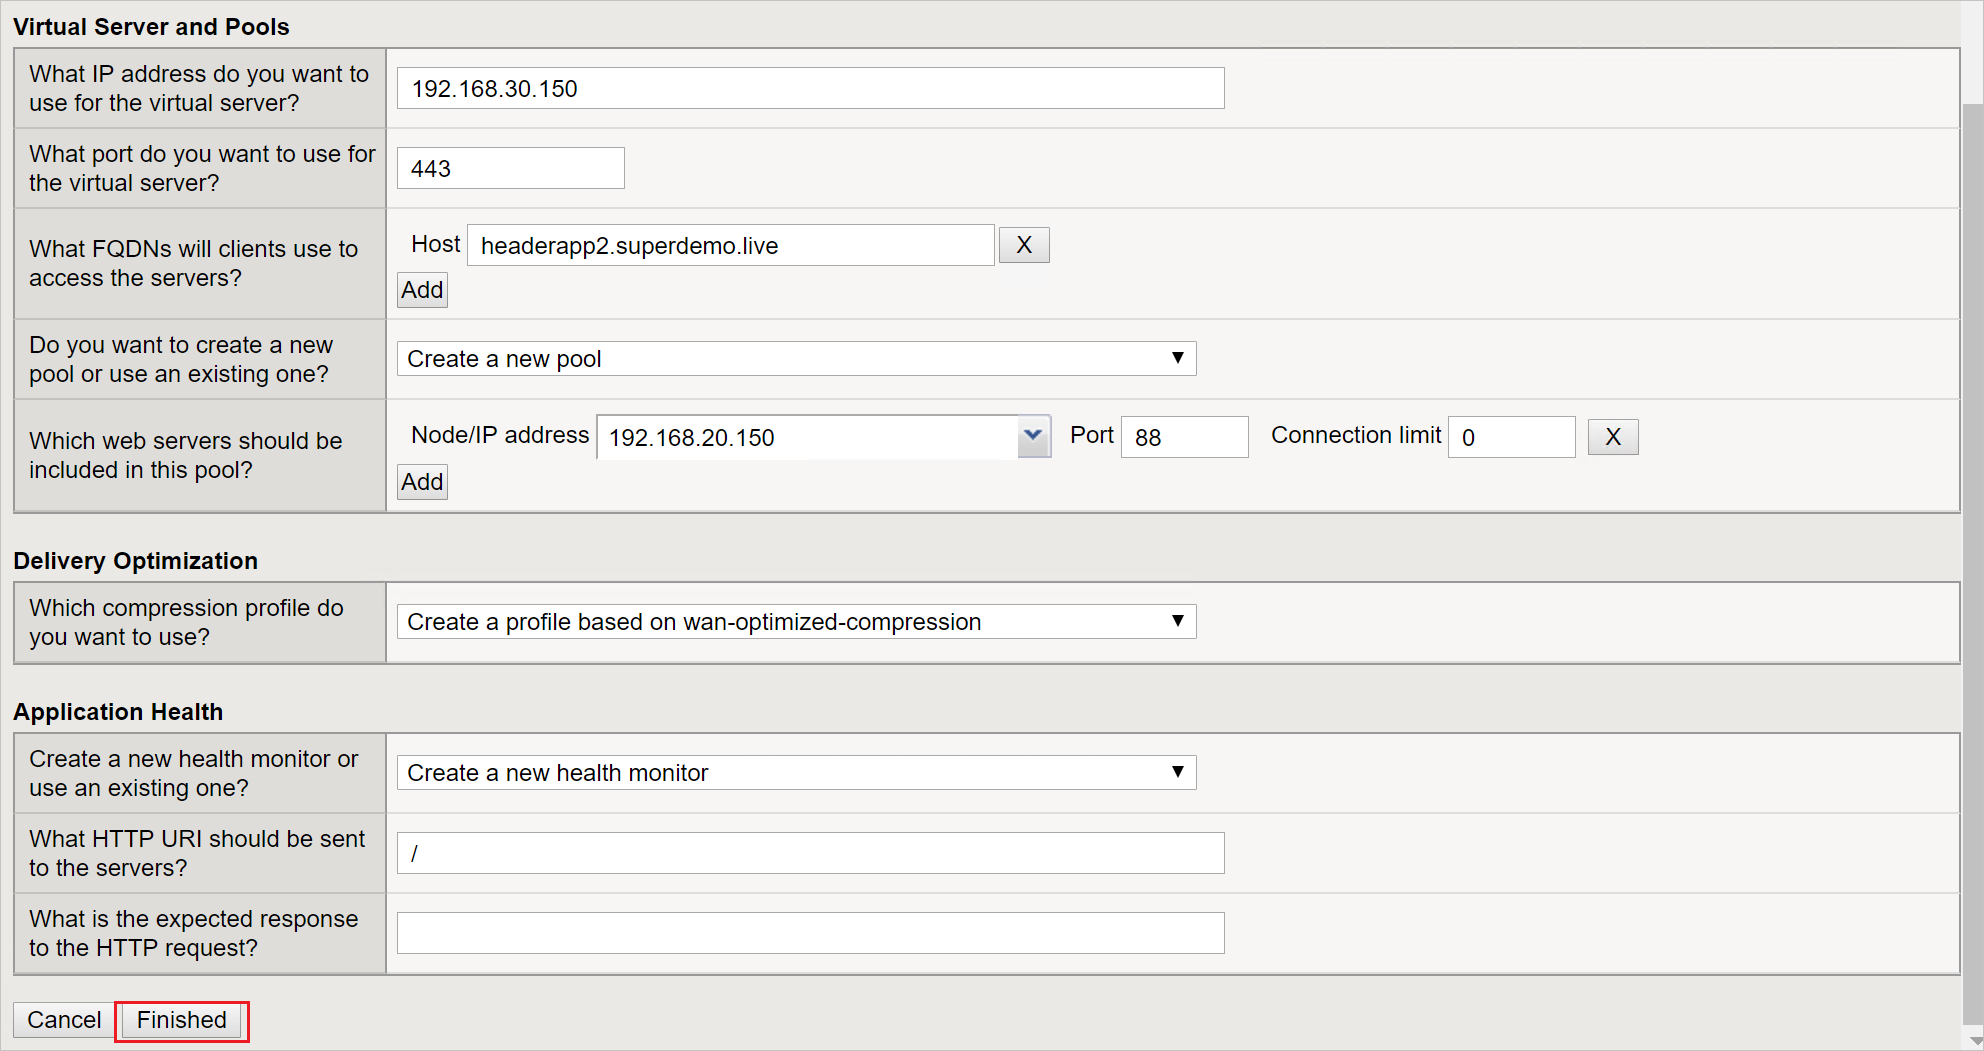 Virtual Server and Pools
What IP address do you want to
use for the virtual server?
192.168.30.150
What port do you want to use for
the virtual server?
443
What FQDNs will clients use to
access the servers?
Host headerapp2.superdemo.live X
Add
Do you want to create a new
pool or use an existing one?
Create a new pool
Which web servers should be
included in this pool?
Node/IP address 192.168.20.150 Port 88 Connection limit 0 X
Add
Delivery Optimization
Which compression profile do
you want to use?
Create a profile based on wan-optimized-compression
Application Health
Create a new health monitor or
use an existing one?
Create a new health monitor
What HTTP URI should be sent
to the servers?
/
What is the expected response
to the HTTP request?
Cancel Finished